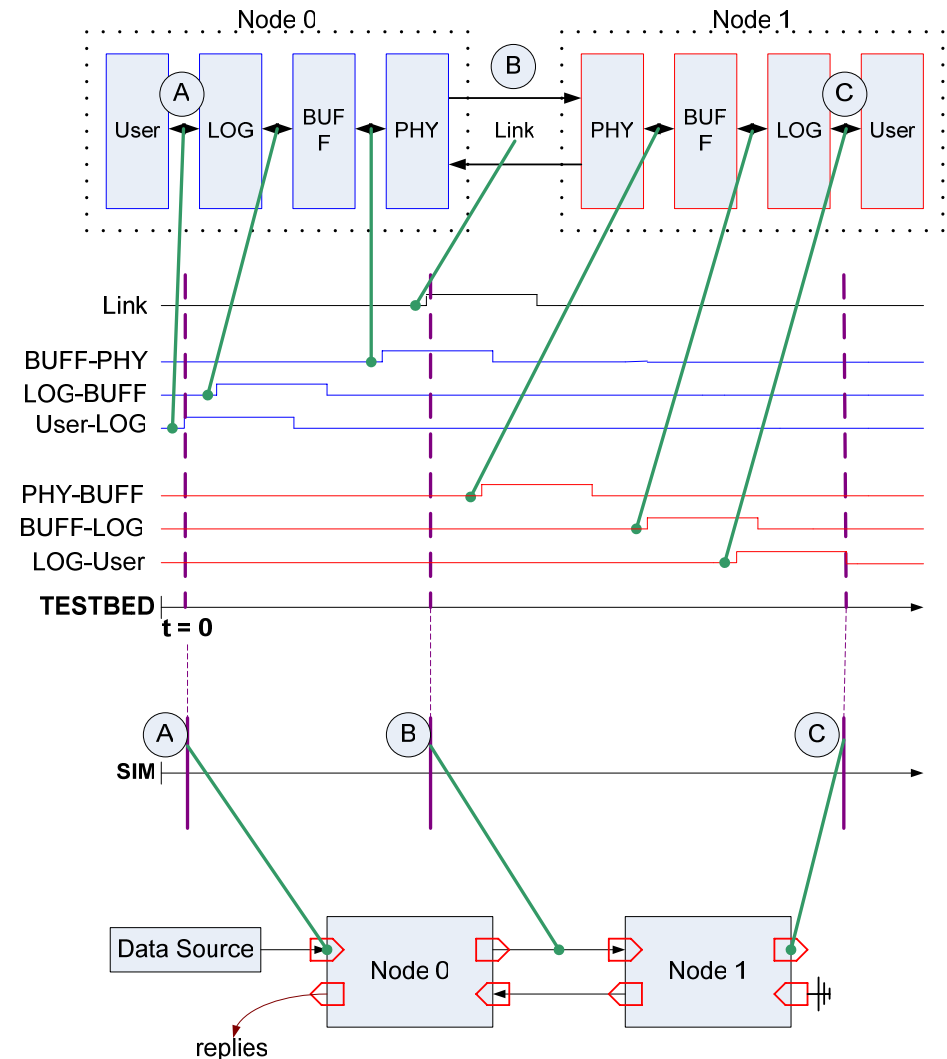 Node 0
Node 1
A
B
C
User
LOG
BUF
F
PHY
Link
PHY
BUF
F
LOG
User
Link
BUFF-PHY
LOG-BUFF
User-LOG
PHY-BUFF
BUFF-LOG
LOG-User
TESTBED
t = 0
A
B
C
SIM
Data Source
Node 0
Node 1
replies